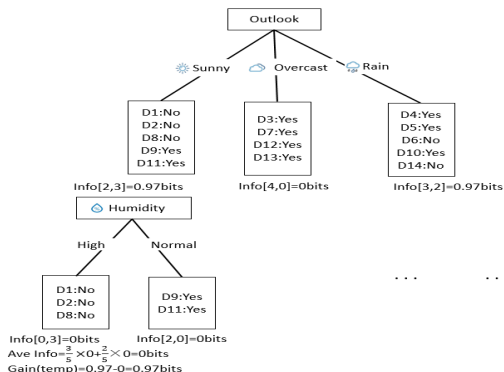 Outlook
Sunny
Overcast
Rain
D1:No
D2:No
D8:No
D9:Yes
D11:Yes
D3:Yes
D7:Yes
D12:Yes
D13:Yes
D4:Yes
D5:Yes
D6:No
D10:Yes
D14:No
Info[2,3]=0.97bits
Info[4,0]=0bits
Info[3,2]=0.97bits
Humidity
High
Normal
D1:No
D2:No
D8:No
D9:Yes
D11:Yes
... ..
Info[0,3]=0bits
Info[2,0]=0bits
Ave Info=3/5 ×0+2/5×0=0bits
Gain(temp)=0.97-0=0.97bits